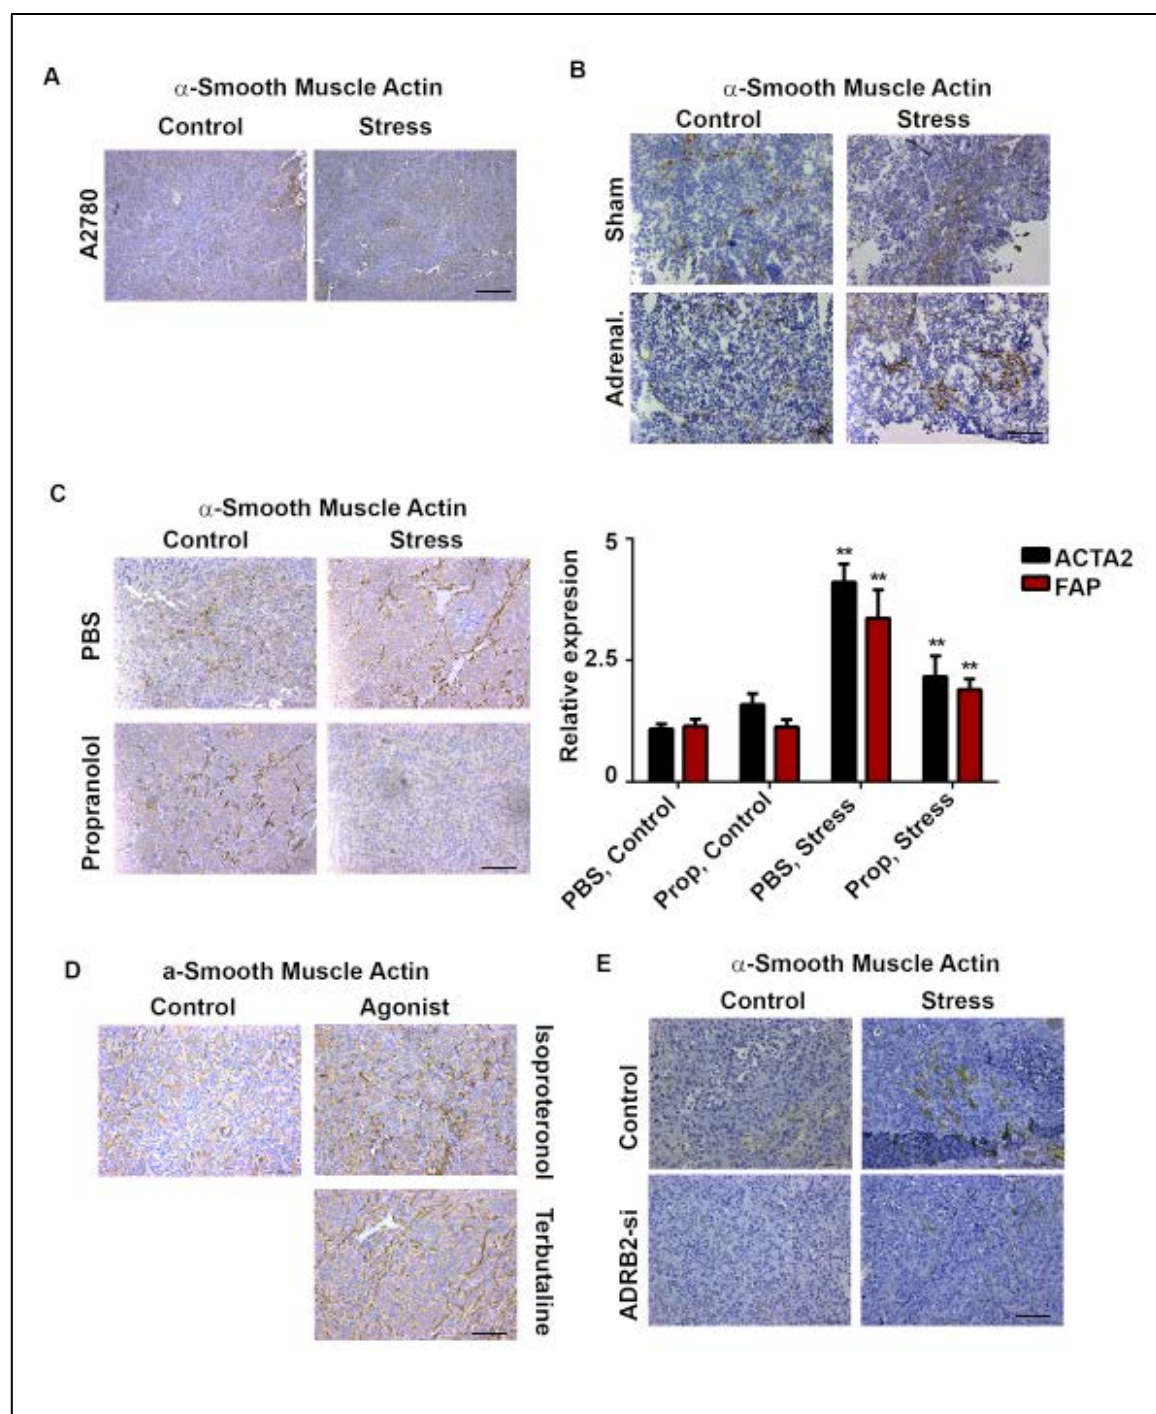 A
α-Smooth Muscle Actin
Control Stress
A2780
B
α-Smooth Muscle Actin
Control Stress
Sham
Adrenal.
C
α-Smooth Muscle Actin
Control Stress
PBS
Propranolol
Relative expresion
5
2.5
0
** **
** **
ACTA2
FAP
PBS, Control
Prop, Control
PBS, Stress
Prop, Stress
D
a-Smooth Muscle Actin
Control Agonist
Isoproteronol
Terbutaline
E
α-Smooth Muscle Actin
Control Stress
Control
ADRB2-si